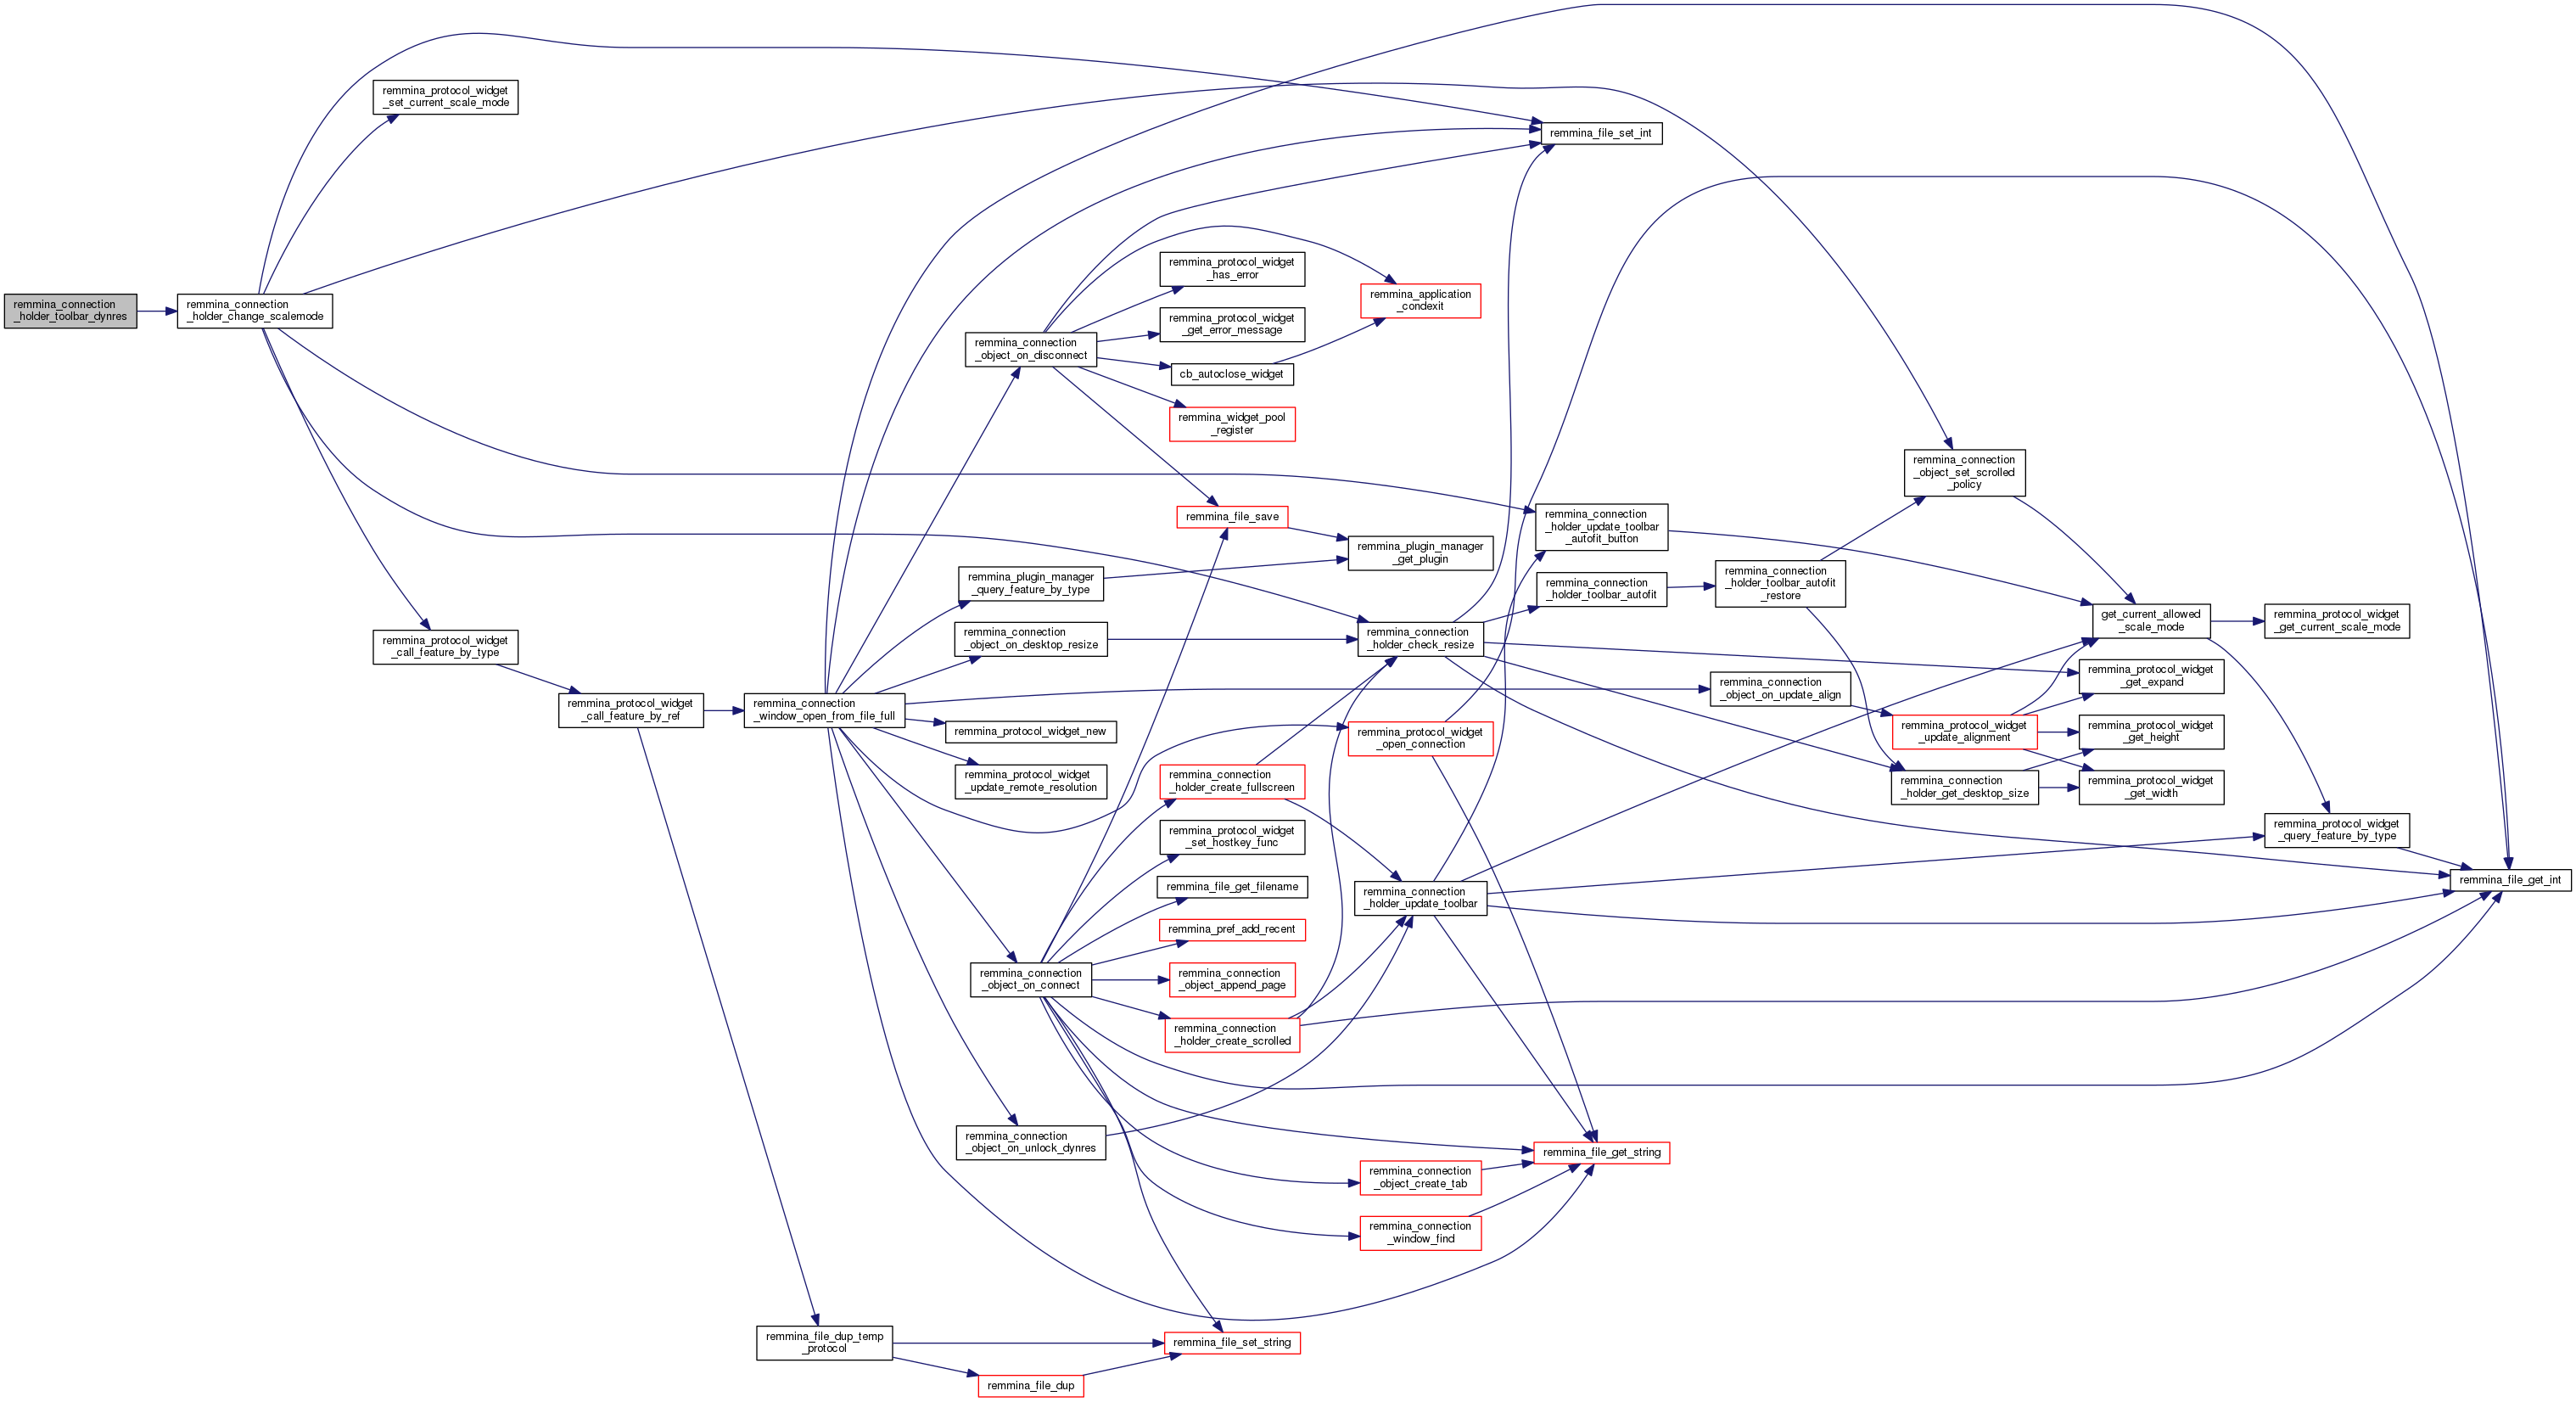 remmina_connection
_holder_toolbar_dynres
remmina_connection
_holder_change_scalemode
remmina_protocol_widget
_set_current_scale_mode
remmina_protocol_widget
_call_feature_by_type
remmina_protocol_widget
_call_feature_by_ref
remmina_connection
_window_open_from_file_full
remmina_file_dup_temp
_protocol
remmina_connection
_object_on_disconnect
remmina_plugin_manager
_query_feature_by_type
remmina_connection
_object_on_desktop_resize
remmina_protocol_widget_new
remmina_protocol_widget
_update_remote_resolution
remmina_connection
_object_on_connect
remmina_connection
_object_on_unlock_dynres
remmina_file_dup
remmina_protocol_widget
_has_error
remmina_protocol_widget
_get_error_message
cb_autoclose_widget
remmina_widget_pool
_register
remmina_file_save
remmina_connection
_holder_create_fullscreen
remmina_protocol_widget
_set_hostkey_func
remmina_file_get_filename
remmina_pref_add_recent
remmina_connection
_object_append_page
remmina_connection
_holder_create_scrolled
remmina_file_set_string
remmina_application
_condexit
remmina_plugin_manager
_get_plugin
remmina_connection
_holder_check_resize
remmina_protocol_widget
_open_connection
remmina_connection
_holder_update_toolbar
remmina_connection
_object_create_tab
remmina_connection
_window_find
remmina_file_set_int
remmina_connection
_holder_update_toolbar
_autofit_button
remmina_connection
_holder_toolbar_autofit
remmina_file_get_string
remmina_connection
_holder_toolbar_autofit
_restore
remmina_connection
_object_on_update_align
remmina_connection
_object_set_scrolled
_policy
remmina_protocol_widget
_update_alignment
remmina_connection
_holder_get_desktop_size
get_current_allowed
_scale_mode
remmina_protocol_widget
_get_expand
remmina_protocol_widget
_get_height
remmina_protocol_widget
_get_width
remmina_protocol_widget
_get_current_scale_mode
remmina_protocol_widget
_query_feature_by_type
remmina_file_get_int